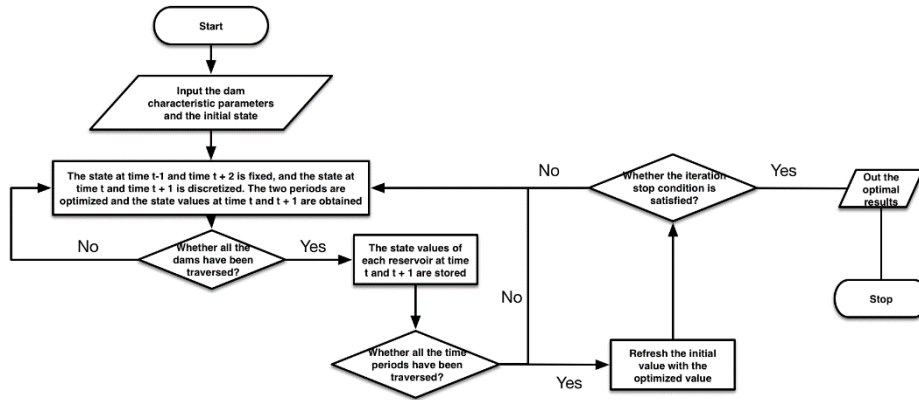 Start
Input the dam
characteristic parameters
and the initial state
The state at time t-1 and time t + 2 is fixed, and the state at
time t and time t + 1 is discretized. The two periods are
optimized and the state values at time t and t + 1 are obtained
No
Whether all the
dams have been
traversed?
Yes
The state values of
each reservoir at time
t and t + 1 are stored
No
Whether all the time
periods have been
traversed?
Yes
Refresh the initial
value with the
optimized value
No
Whether the iteration
stop condition is
satisfied?
Yes
Out the
optimal
results
Stop